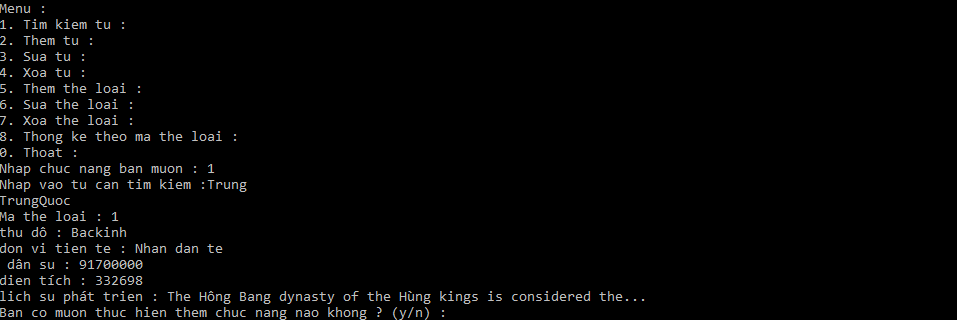 Menu :
1. Tim kiem tu :
2. Them tu :
3. Sua tu :
4. Xoa tu :
5. Them the loai :
6. Sua the loai :
7. Xoa the loai :
8. Thong ke theo ma the loai :
0. Thoat :
Nhap chuc nang ban muon : 1
Nhap vao tu can tim kiem :Trung
TrungQuoc
Ma the loai : 1
thu dô : Backinh
don vi tien te : Nhan dan te
dân su : 91700000
dien tích : 332698
lich su phát trien : The Hông Bang dynasty of the Hùng kings is considered the...
Ban co muon thuc hien them chuc nang nao khong ? (y/n) :